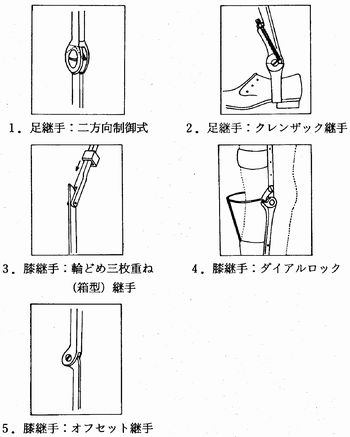 1．足継手：二方向制御式
2．足継手：クレンザック継手
3．膝継手：輪どめ三枚重ね
（箱型）継手
4．膝継手：ダイアルロック
5．膝継手：オフセット継手